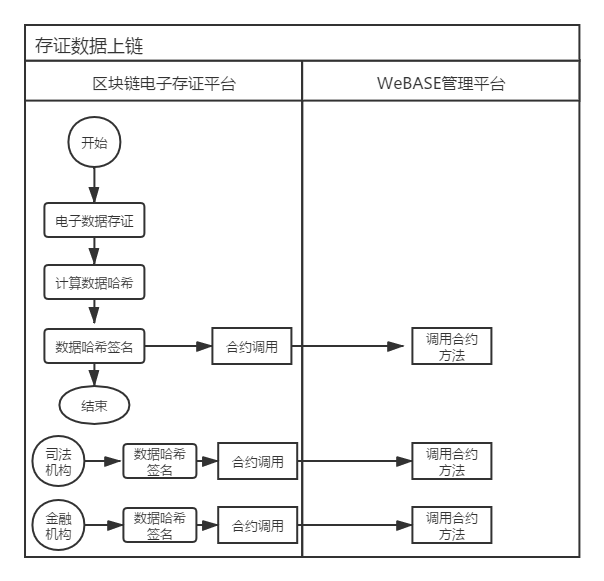 存证数据上链
区块链电子存证平台
WeBASE管理平台
开始
电子数据存证
计算数据哈希
数据哈希签名
合约调用
调用合约
方法
结束
司法
机构
数据哈希
签名
合约调用
调用合约
方法
金融
机构
数据哈希
签名
合约调用
调用合约
方法